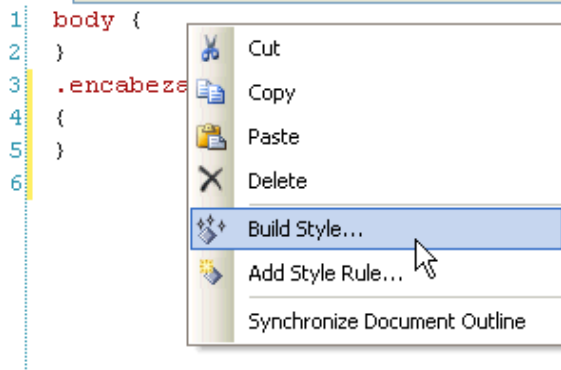 1 body {
2 }
3 .encabeza
4 {
5 }
6
Cut
Copy
Paste
Delete
Build Style...
Add Style Rule...
Synchronize Document Outline